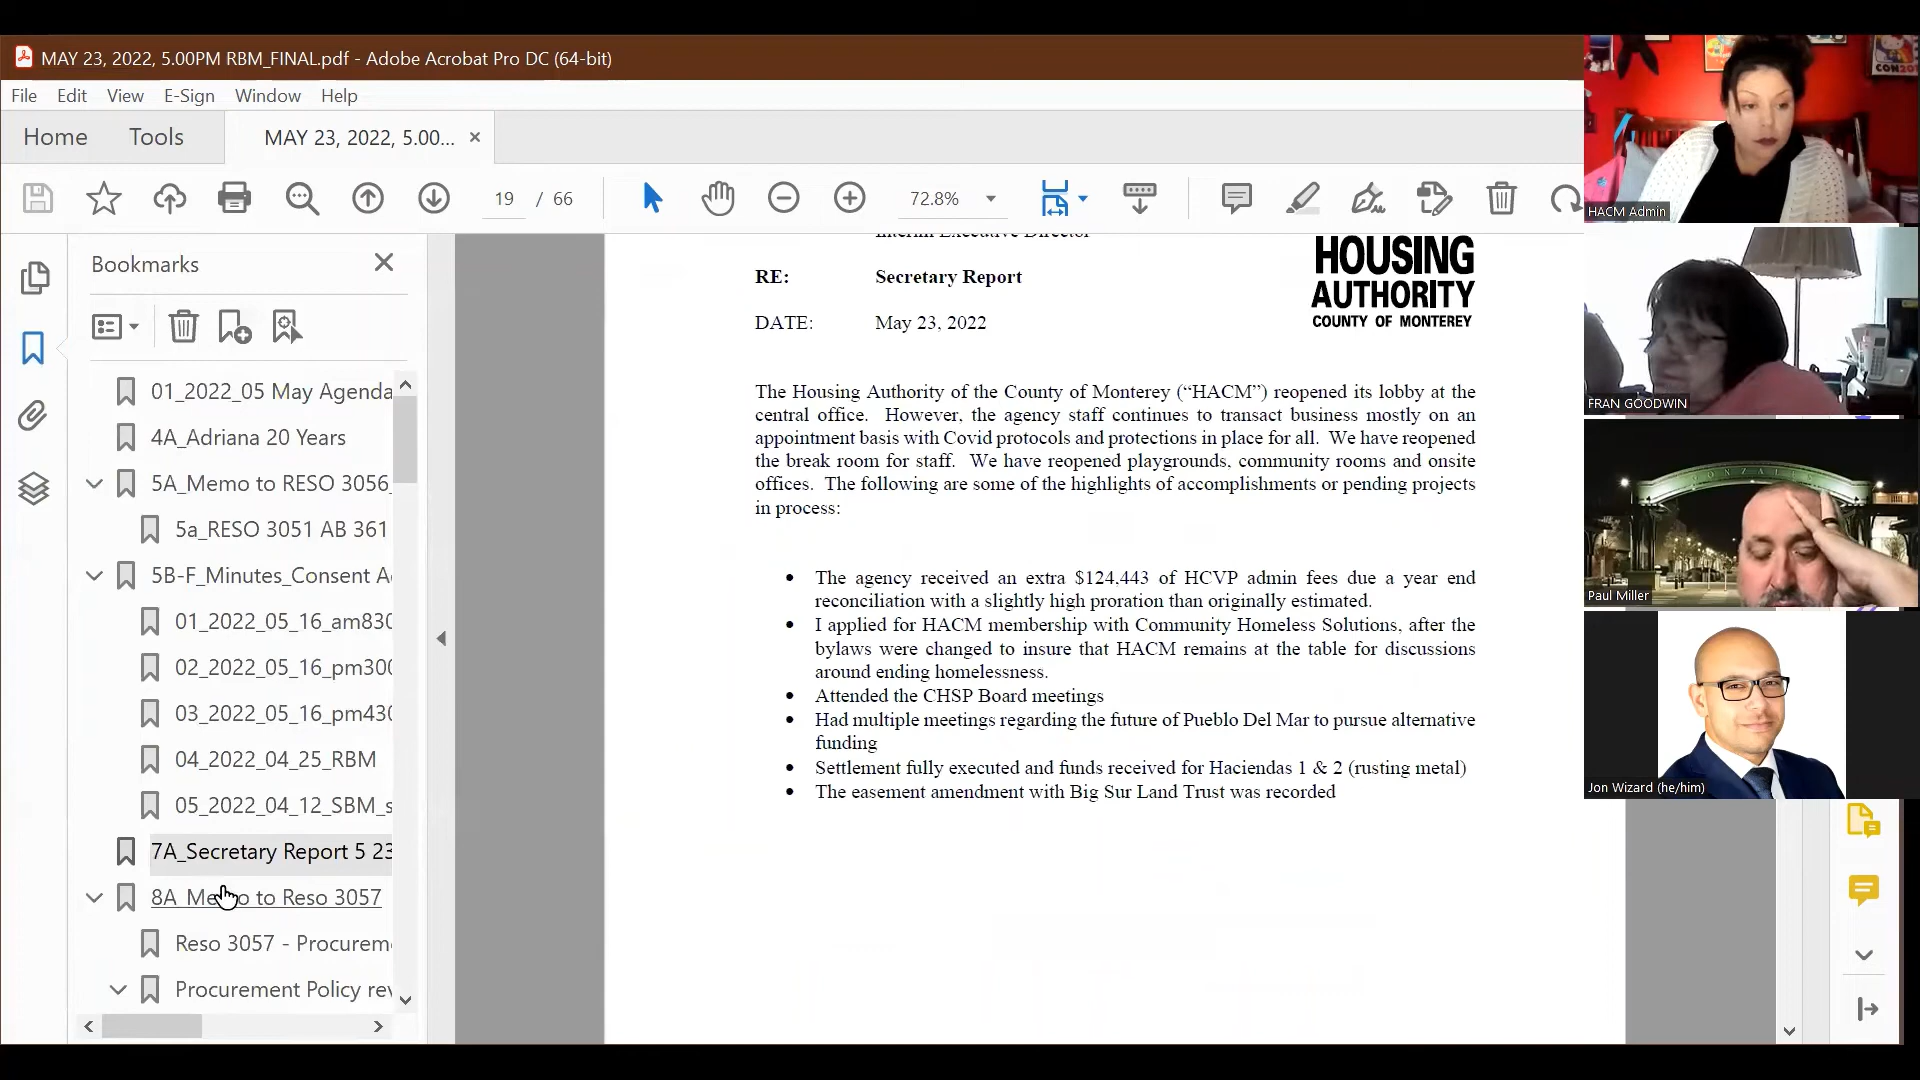 MAY 23, 2022, 5.00PM RBM_FINAL.pdf - Adobe Acrobat Pro DC (64-bit)
File Edit View E-Sign Window Help
Home Tools MAY 23, 2022, 5.00...
19 / 66 72.8%
Bookmarks
01_2022_05 May Agenda
4A_Adriana 20 Years
5A_Memo to RESO 3056_
5a_RESO 3051 AB 361
5B-F_Minutes_Consent A
01_2022_05_16_am830
02_2022_05_16_pm300
03_2022_05_16_pm430
04_2022_04_25_RBM
05_2022_04_12_SBM_s
7A_Secretary Report 5 23
8A_Memo to Reso 3057
Reso 3057 - Procurem
Procurement Policy rev
Interim Executive Director
RE: Secretary Report
DATE: May 23, 2022
HOUSING
AUTHORITY
COUNTY OF MONTEREY
The Housing Authority of the County of Monterey (“HACM”) reopened its lobby at the
central office. However, the agency staff continues to transact business mostly on an
appointment basis with Covid protocols and protections in place for all. We have reopened
the break room for staff. We have reopened playgrounds, community rooms and onsite
offices. The following are some of the highlights of accomplishments or pending projects
in process:
• The agency received an extra $124,443 of HCVP admin fees due a year end
reconciliation with a slightly high proration than originally estimated.
• I applied for HACM membership with Community Homeless Solutions, after the
bylaws were changed to insure that HACM remains at the table for discussions
around ending homelessness.
• Attended the CHSP Board meetings
• Had multiple meetings regarding the future of Pueblo Del Mar to pursue alternative
funding
• Settlement fully executed and funds received for Haciendas 1 & 2 (rusting metal)
• The easement amendment with Big Sur Land Trust was recorded
HACM Admin
FRAN GOODWIN
GONZALES
Paul Miller
Jon Wizard (he/him)